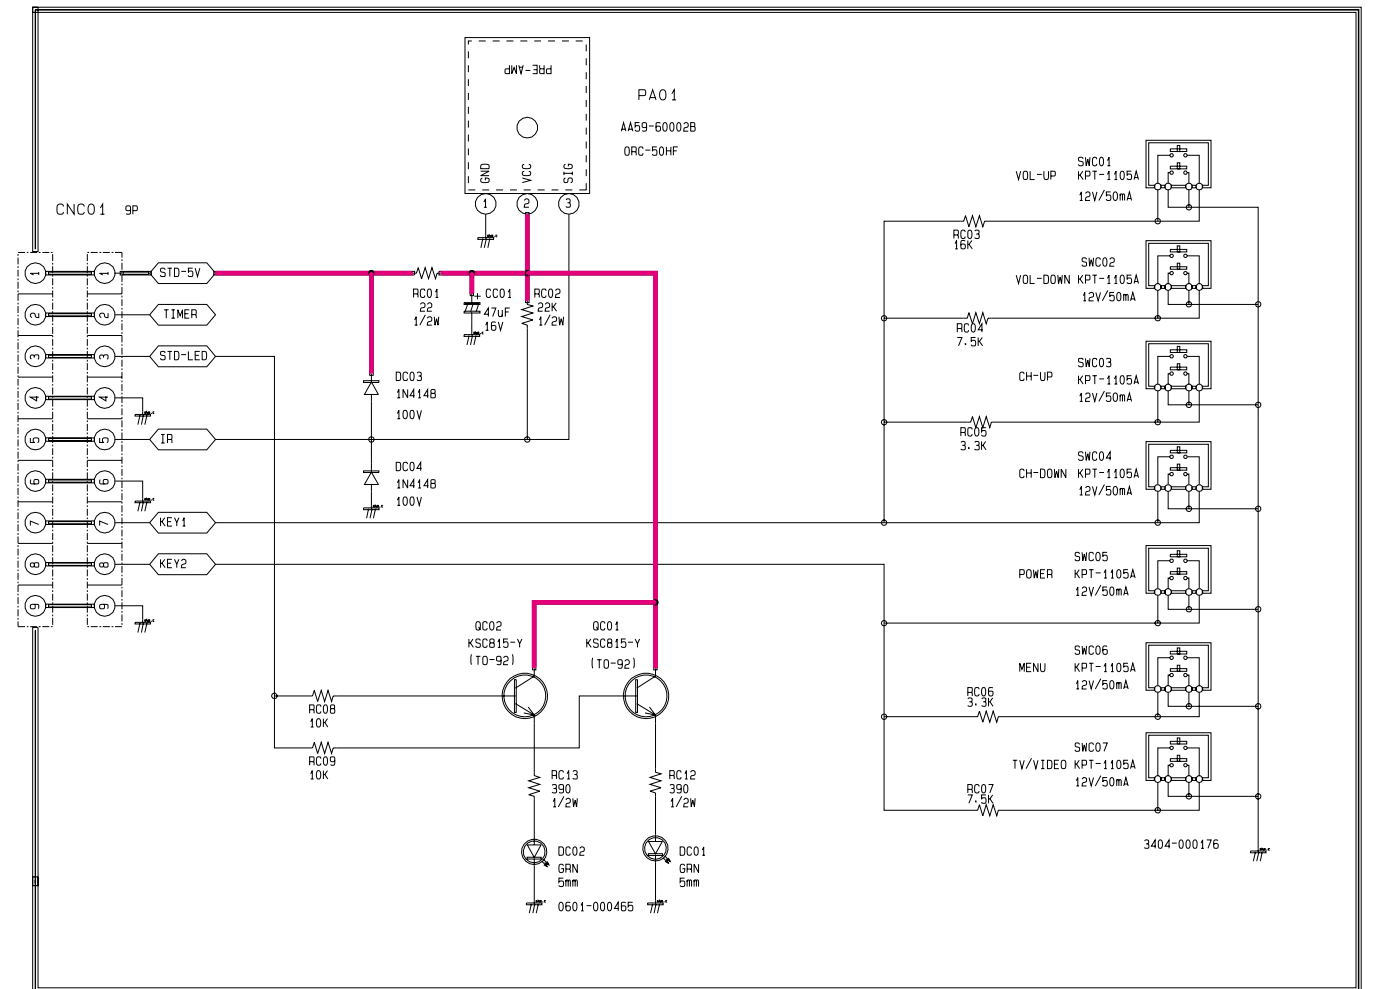 PRE-AMP
GND
VCC
SIG
1
2
3
PA01
AA59-60002B
ORC-50HF
CNC01 9P
1 1 STD-5V
2 2 TIMER
3 3 STD-LED
4 4
5 5 IR
6 6
7 7 KEY1
8 8 KEY2
9 9
RC01
22
1/2W
+
CC01
47uF
16V
RC02
22K
1/2W
DC03
1N4148
100V
DC04
1N4148
100V
QC02
KSC815-Y
(TO-92)
QC01
KSC815-Y
(TO-92)
RC08
10K
RC09
10K
RC13
390
1/2W
RC12
390
1/2W
DC02
GRN
5mm
DC01
GRN
5mm
0601-000465
SWC01
VOL-UP KPT-1105A
12V/50mA
RC03
16K
SWC02
VOL-DOWN KPT-1105A
12V/50mA
RC04
7.5K
SWC03
CH-UP KPT-1105A
12V/50mA
RC05
3.3K
SWC04
CH-DOWN KPT-1105A
12V/50mA
SWC05
POWER KPT-1105A
12V/50mA
SWC06
MENU KPT-1105A
12V/50mA
RC06
3.3K
SWC07
TV/VIDEO KPT-1105A
12V/50mA
RC07
7.5K
3404-000176